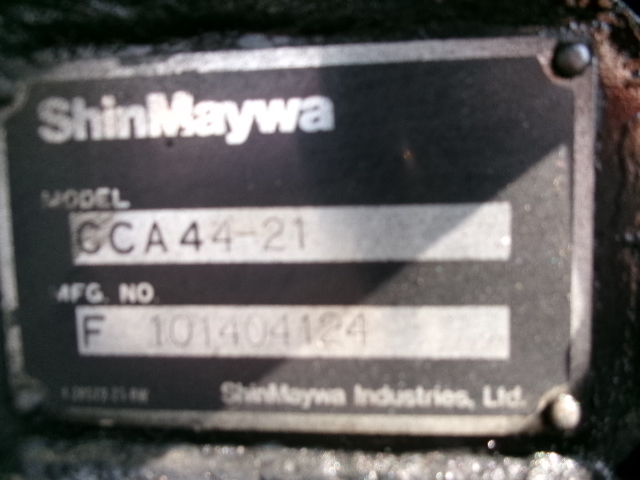 ShinMaywa
MODEL
CCA44-21
MFG. NO.
F 101404124
ShinMaywa Industries, Ltd.